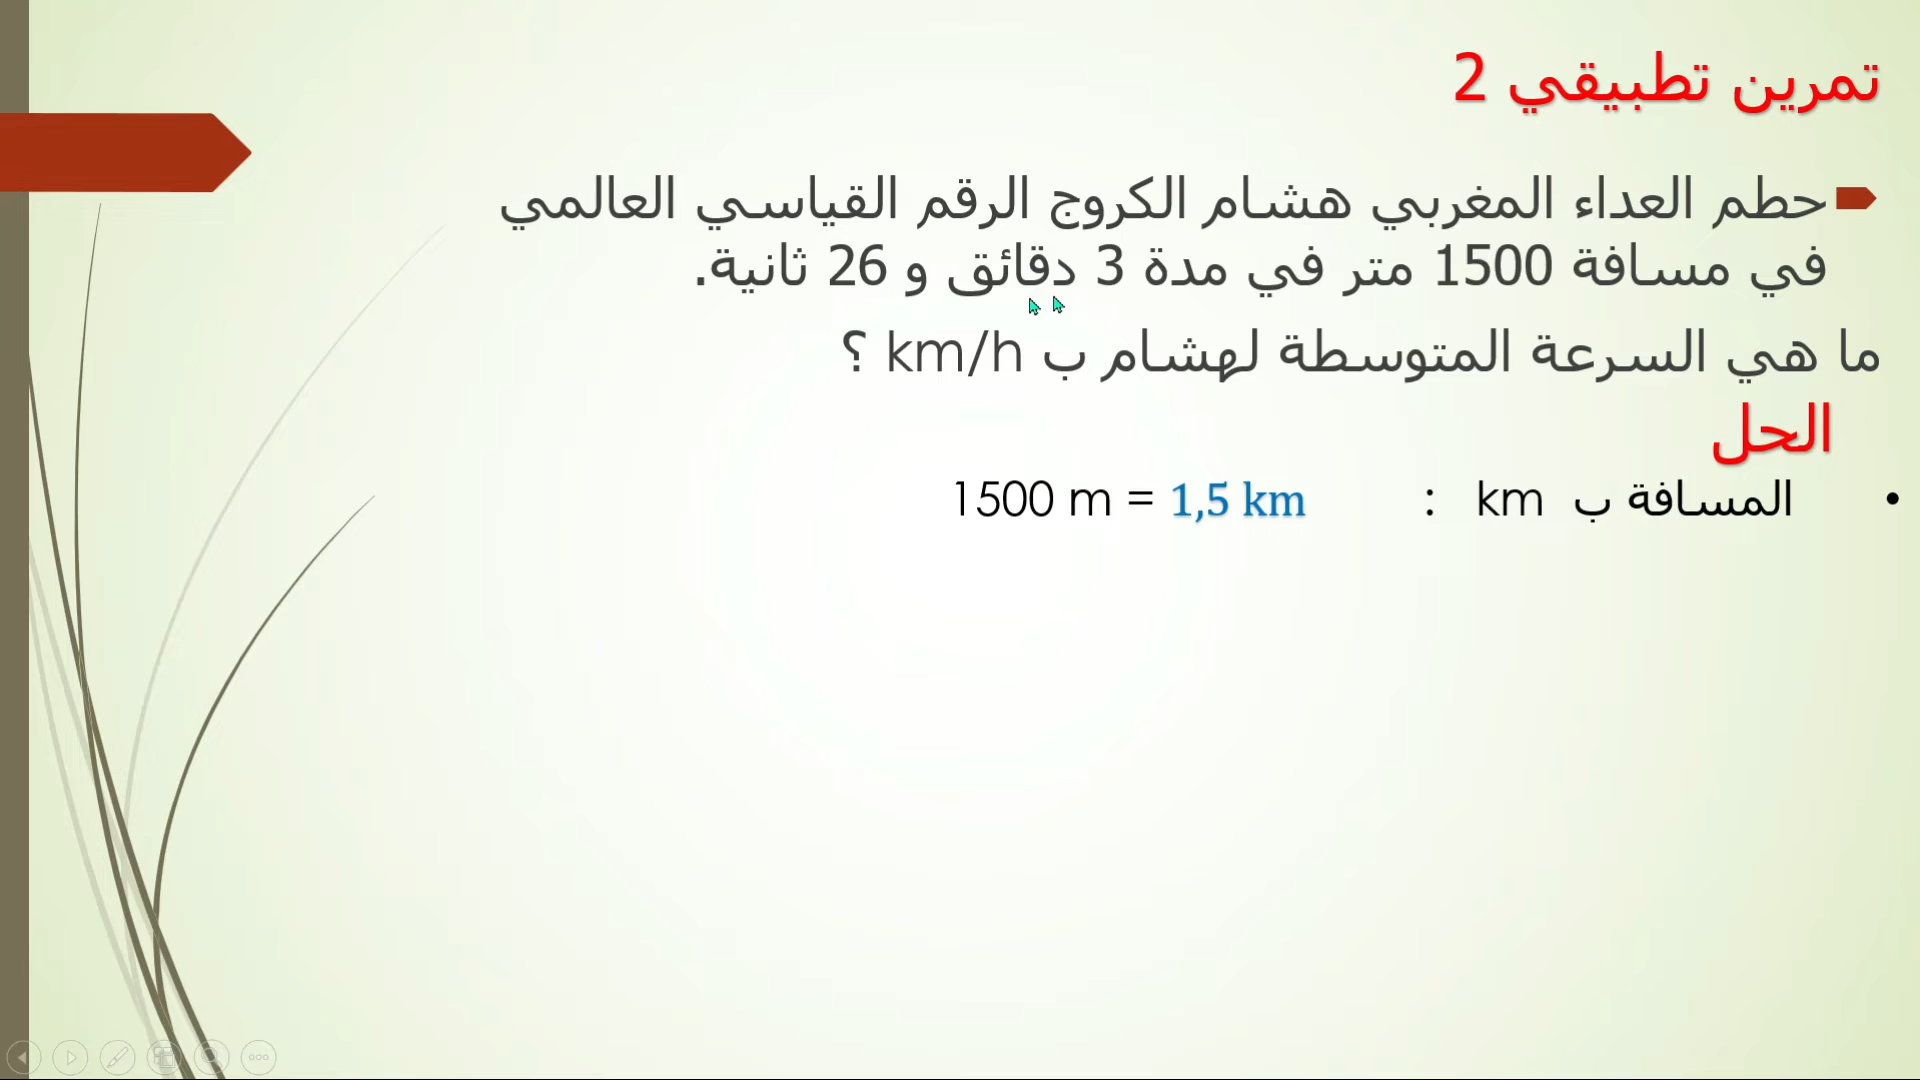 تمرين تطبيقي 2
حطم العداء المغربي هشام الكروج الرقم القياسي العالمي
في مسافة 1500 متر في مدة 3 دقائق و 26 ثانية.
ما هي السرعة المتوسطة لهشام ب km/h ؟
الحل
• المسافة ب km : 1500 m = 1,5 km